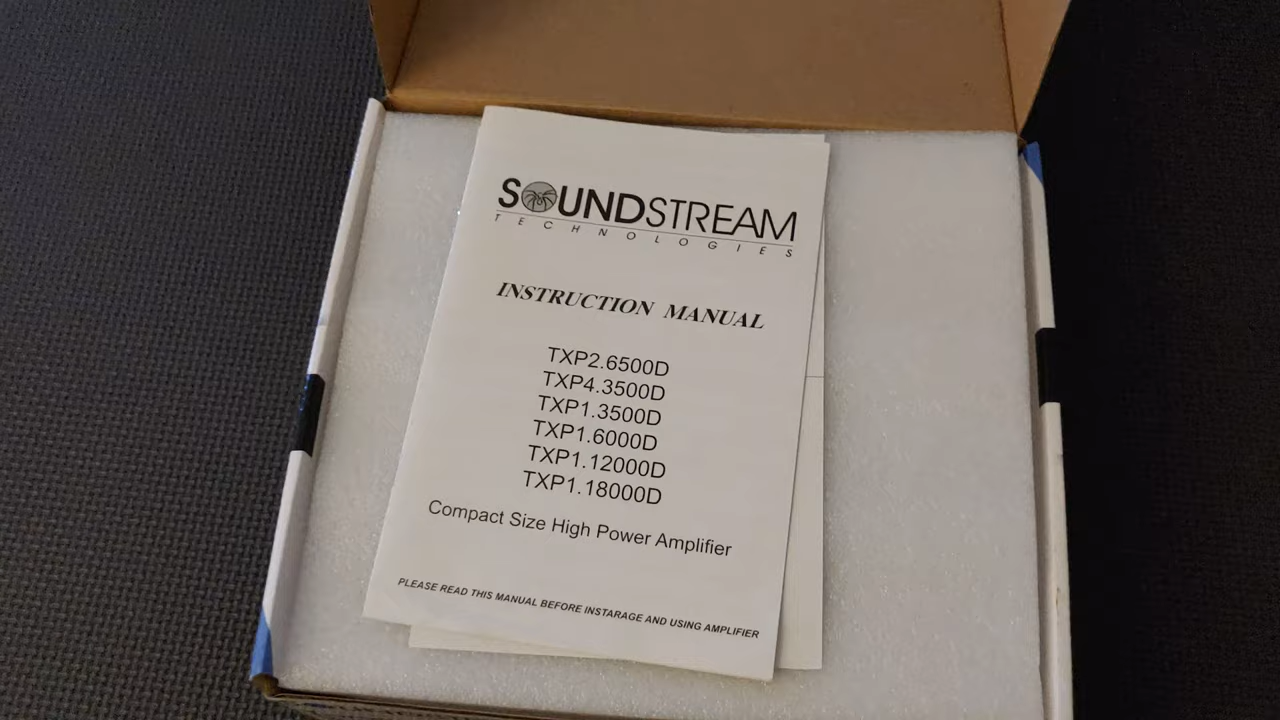 SOUNDSTREAM
TECHNOLOGIES
INSTRUCTION MANUAL
TXP2.6500D
TXP4.3500D
TXP1.3500D
TXP1.6000D
TXP1.12000D
TXP1.18000D
Compact Size High Power Amplifier
PLEASE READ THIS MANUAL BEFORE INSTARAGE AND USING AMPLIFIER